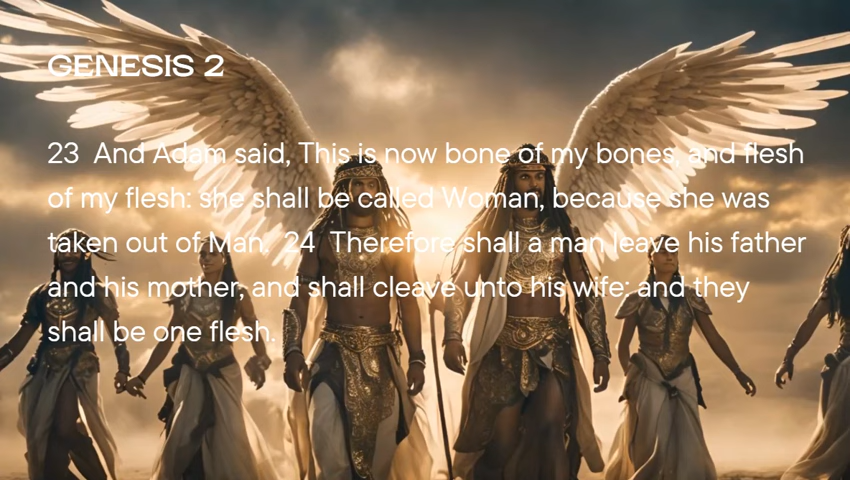 GENESIS 2
23 And Adam said, This is now bone of my bones, and flesh
of my flesh: she shall be called Woman, because she was
taken out of Man. 24 Therefore shall a man leave his father
and his mother, and shall cleave unto his wife: and they
shall be one flesh.